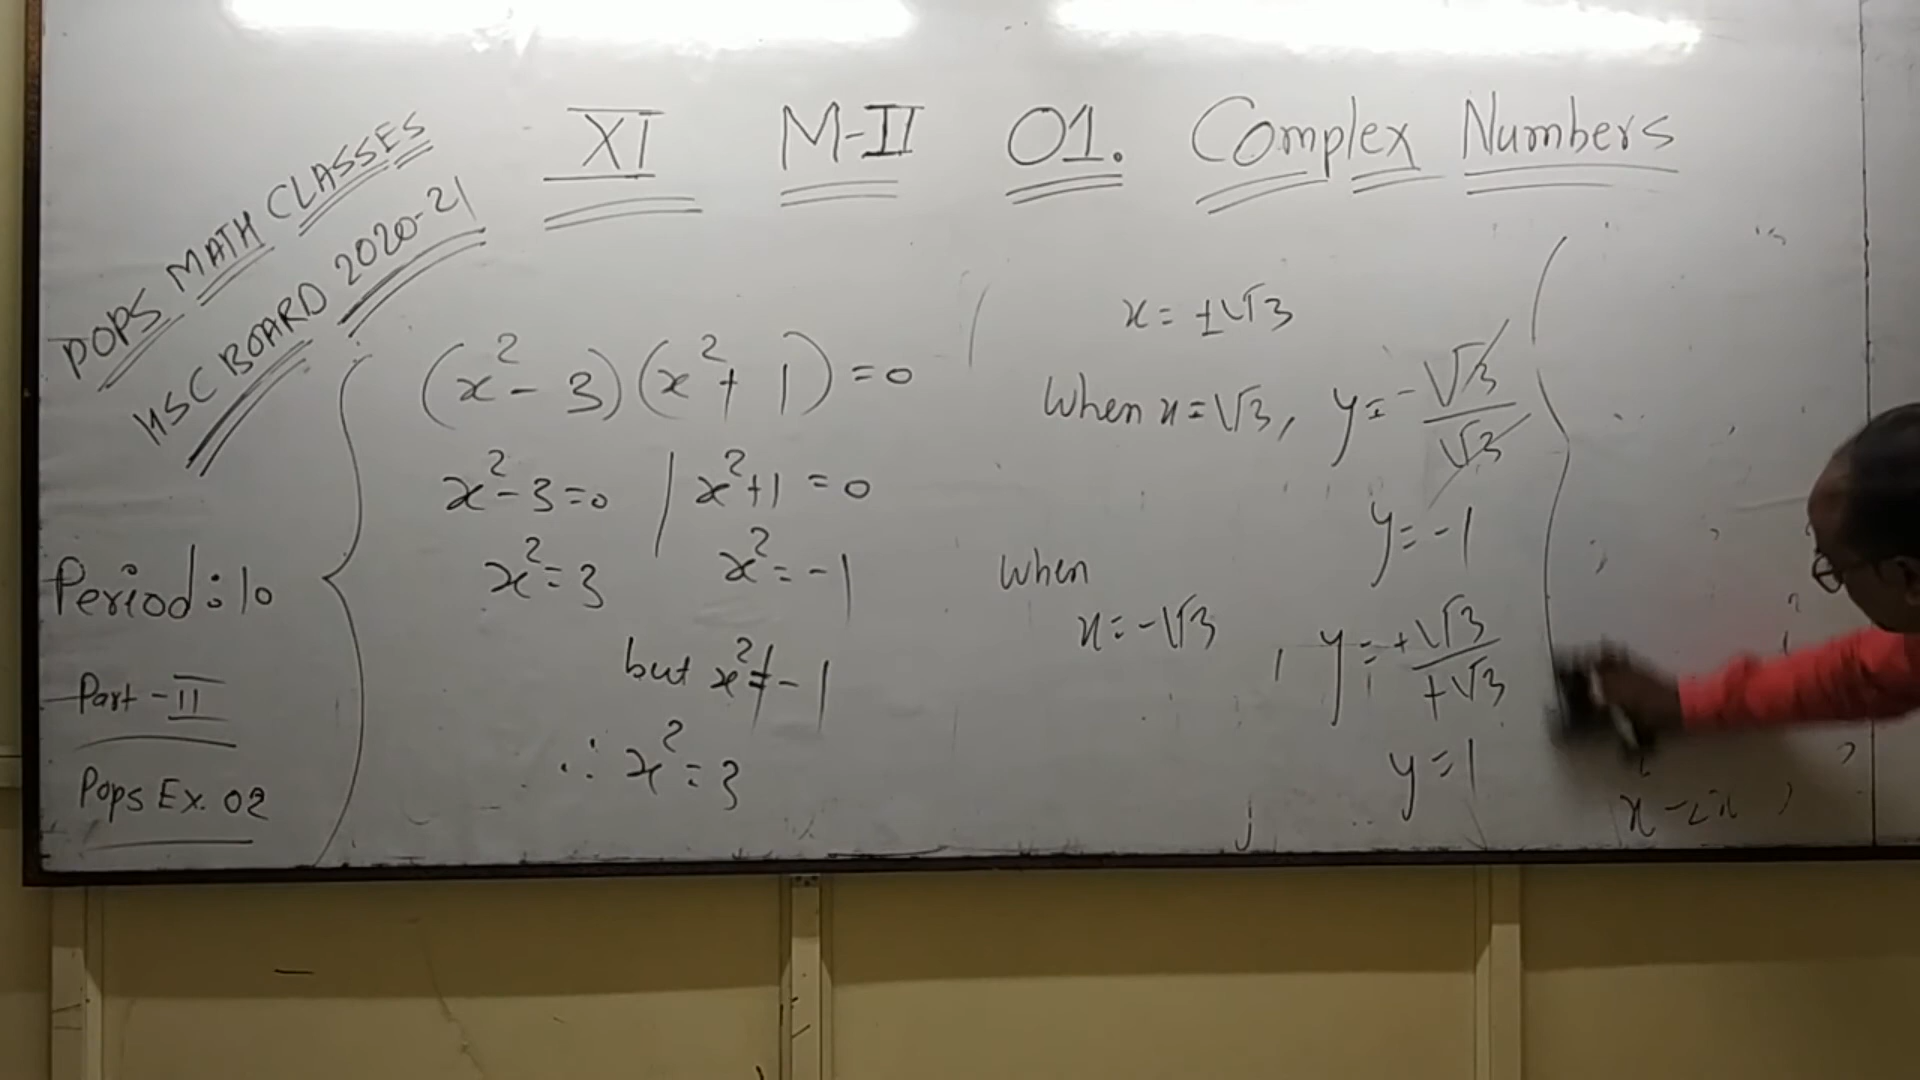 XI M-II 01. Complex Numbers
POPS MATH CLASSES
HSC BOARD 2020-21
Period: 10
Part-II
Pops Ex. 02
(x²-3)(x²+1)=0
x²-3=0 | x²+1=0
x²=3 x²=-1
but x²≠-1
∴ x²=3
x=±√3
When x=√3, y=-√3/√3
y=-1
when
x=-√3, y=+√3/+√3
y=1